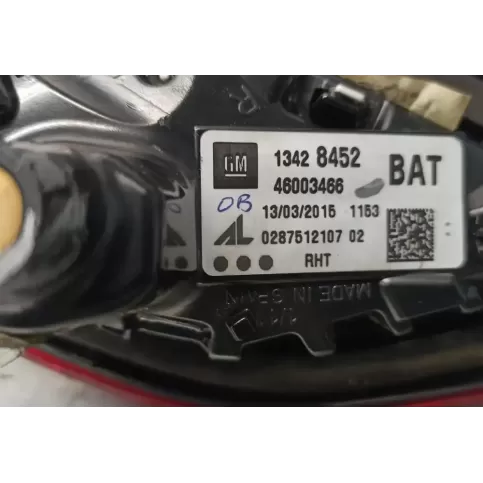 R
GM 1342 8452 BAT
46003466
OB 13/03/2015 1153
AL 0287512107 02
RHT
MADE IN SPAIN